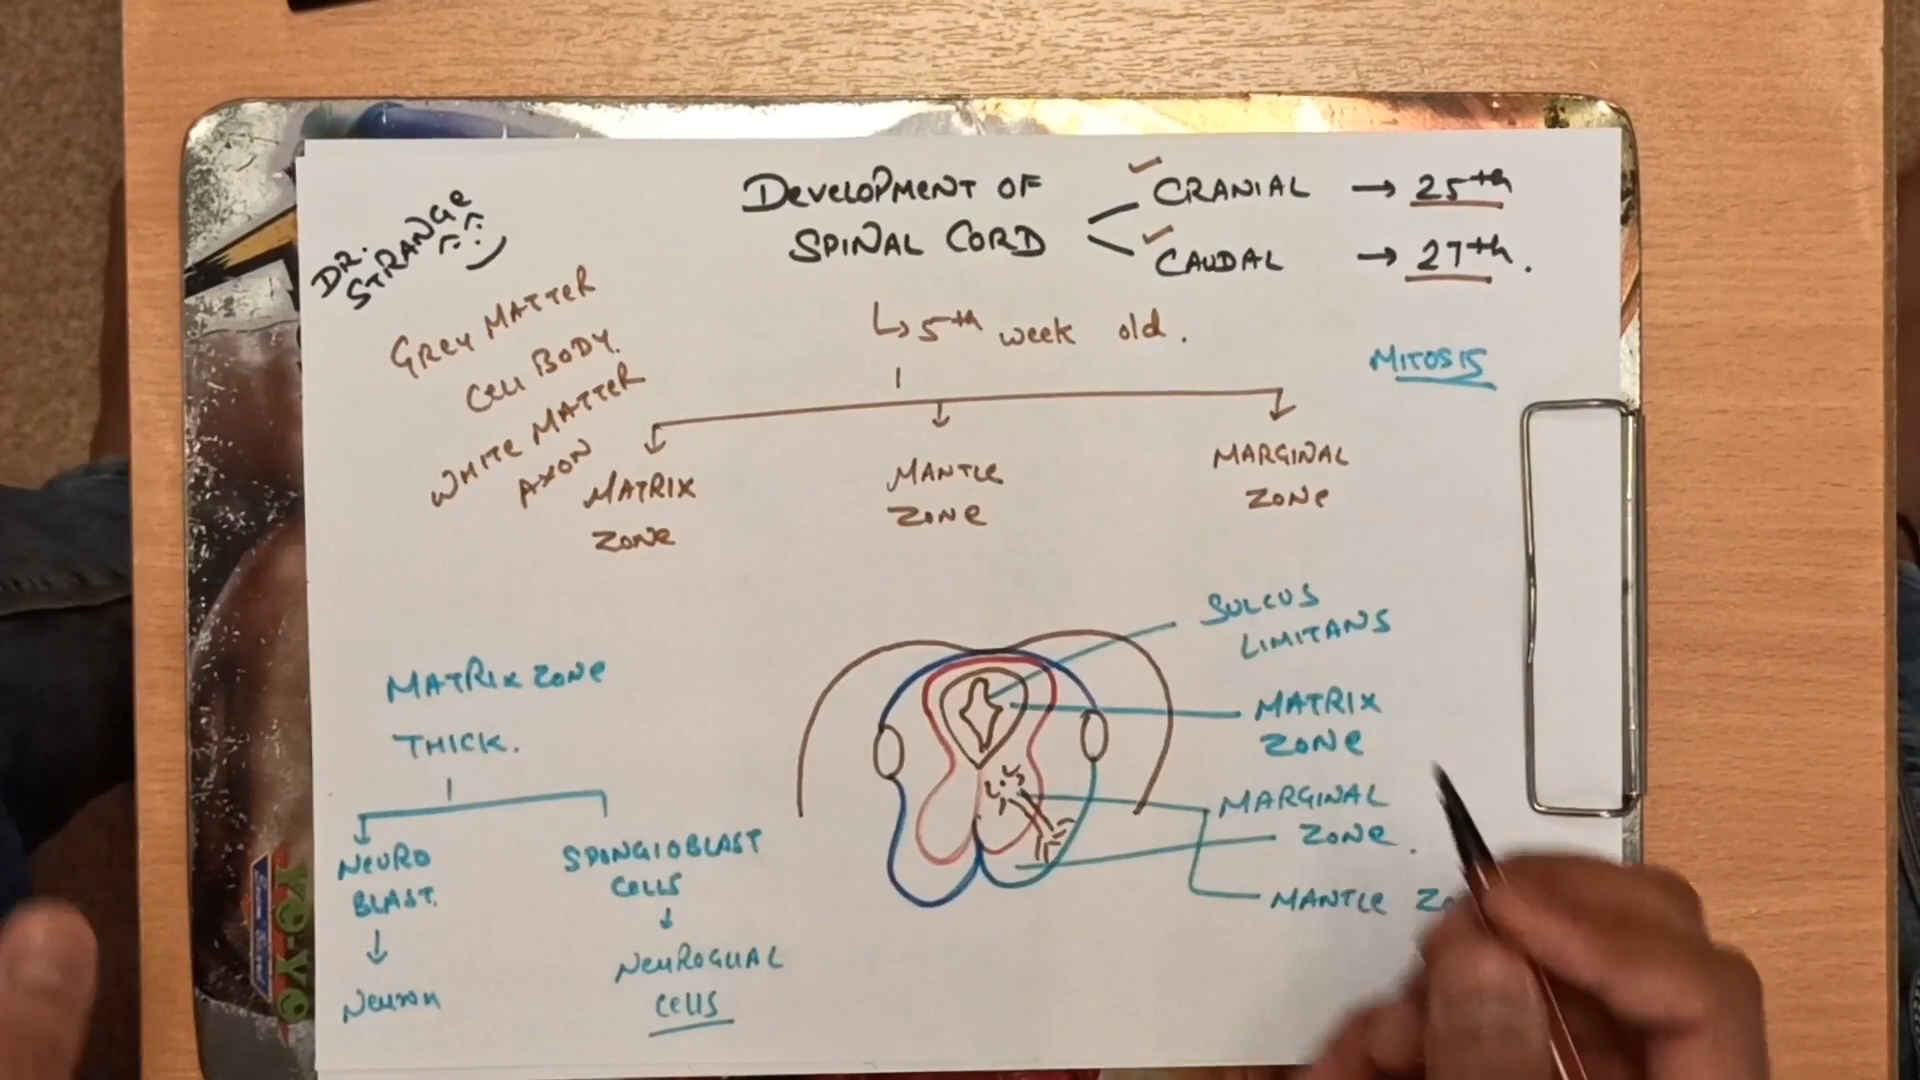 DR.
STRANGE
DEVELOPMENT OF
SPINAL CORD
CRANIAL → 25th
CAUDAL → 27th.
GREY MATTER
CELL BODY.
WHITE MATTER
AXON
↳ 5th week old.
MITOSIS
MATRIX
ZONE
MANTLE
ZONE
MARGINAL
ZONE
SULCUS
LIMITANS
MATRIX
ZONE
MARGINAL
ZONE.
MANTLE
MATRIX ZONE
THICK.
NEURO
BLAST.
↓
Neuron
SPONGIOBLAST
CELLS
↓
NEUROGLIAL
CELLS
YO-YO